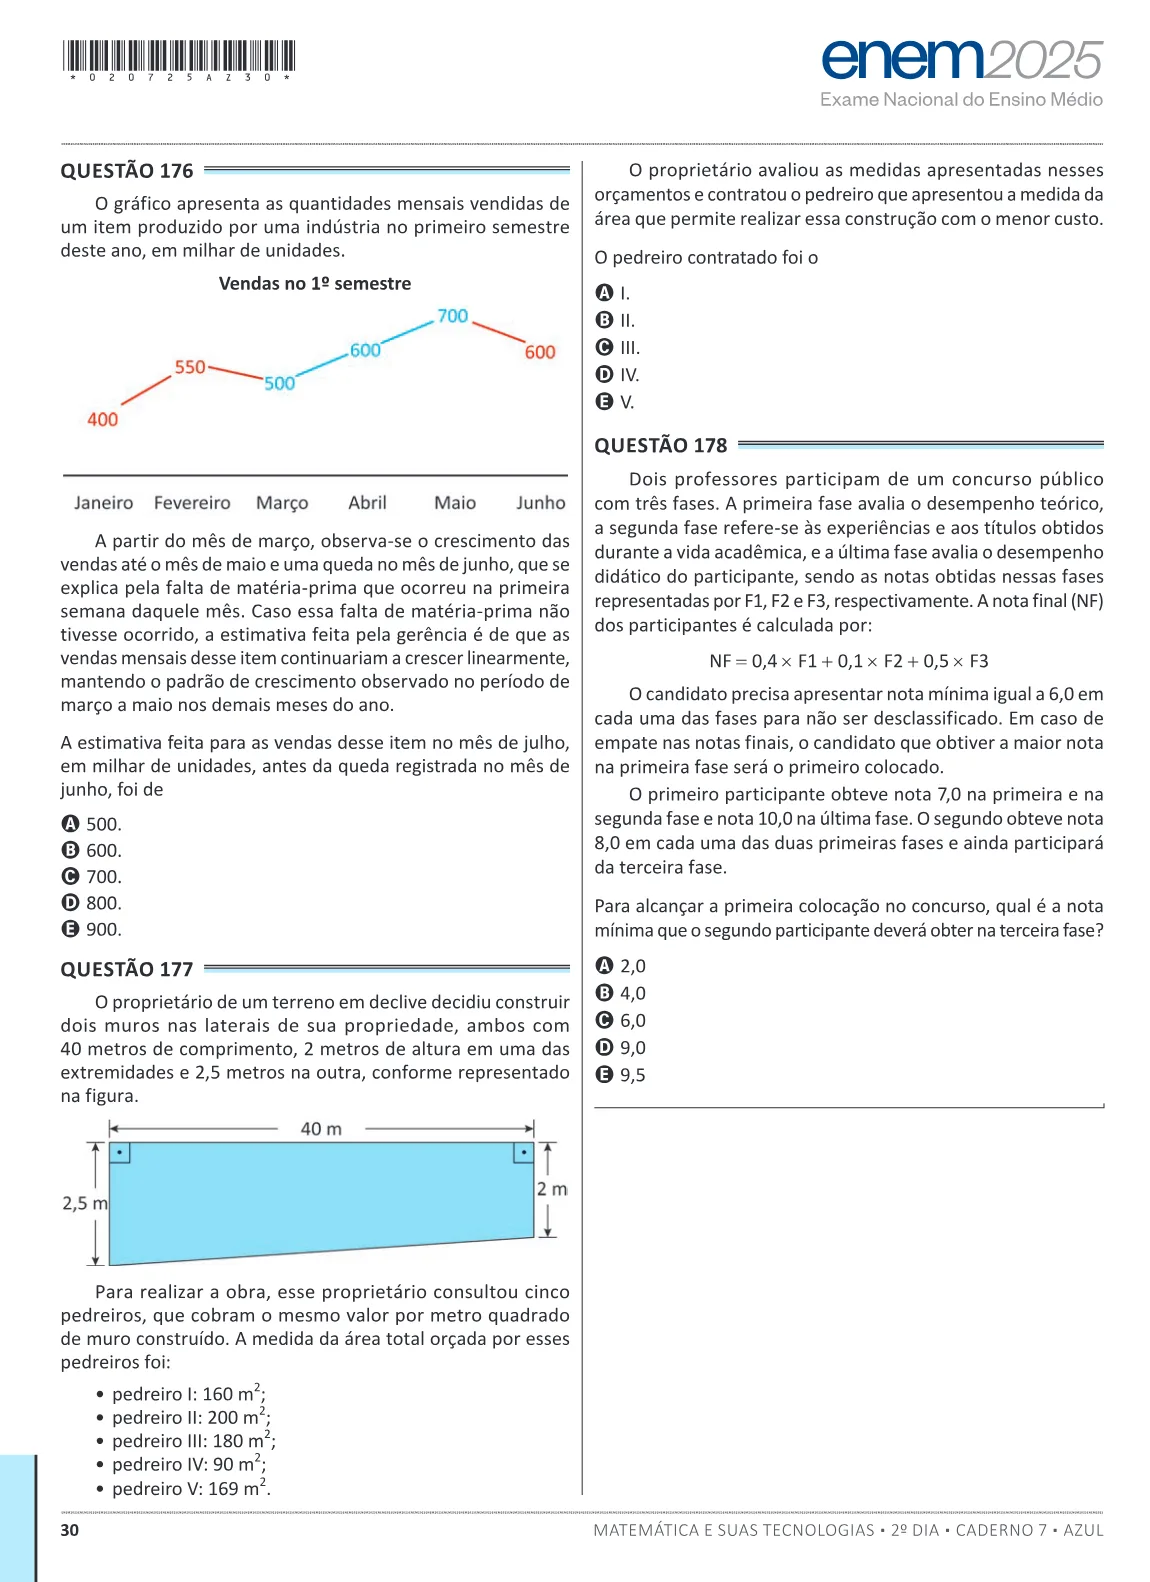 *020725AZ30*
enem2025
Exame Nacional do Ensino Médio
QUESTÃO 176
O gráfico apresenta as quantidades mensais vendidas de
um item produzido por uma indústria no primeiro semestre
deste ano, em milhar de unidades.
Vendas no 1º semestre
400
550
500
600
700
600
Janeiro Fevereiro Março Abril Maio Junho
A partir do mês de março, observa-se o crescimento das
vendas até o mês de maio e uma queda no mês de junho, que se
explica pela falta de matéria-prima que ocorreu na primeira
semana daquele mês. Caso essa falta de matéria-prima não
tivesse ocorrido, a estimativa feita pela gerência é de que as
vendas mensais desse item continuariam a crescer linearmente,
mantendo o padrão de crescimento observado no período de
março a maio nos demais meses do ano.
A estimativa feita para as vendas desse item no mês de julho,
em milhar de unidades, antes da queda registrada no mês de
junho, foi de
A 500.
B 600.
C 700.
D 800.
E 900.
QUESTÃO 177
O proprietário de um terreno em declive decidiu construir
dois muros nas laterais de sua propriedade, ambos com
40 metros de comprimento, 2 metros de altura em uma das
extremidades e 2,5 metros na outra, conforme representado
na figura.
40 m
2,5 m
2 m
Para realizar a obra, esse proprietário consultou cinco
pedreiros, que cobram o mesmo valor por metro quadrado
de muro construído. A medida da área total orçada por esses
pedreiros foi:
• pedreiro I: 160 m²;
• pedreiro II: 200 m²;
• pedreiro III: 180 m²;
• pedreiro IV: 90 m²;
• pedreiro V: 169 m².
O proprietário avaliou as medidas apresentadas nesses
orçamentos e contratou o pedreiro que apresentou a medida da
área que permite realizar essa construção com o menor custo.
O pedreiro contratado foi o
A I.
B II.
C III.
D IV.
E V.
QUESTÃO 178
Dois professores participam de um concurso público
com três fases. A primeira fase avalia o desempenho teórico,
a segunda fase refere-se às experiências e aos títulos obtidos
durante a vida acadêmica, e a última fase avalia o desempenho
didático do participante, sendo as notas obtidas nessas fases
representadas por F1, F2 e F3, respectivamente. A nota final (NF)
dos participantes é calculada por:
NF = 0,4 × F1 + 0,1 × F2 + 0,5 × F3
O candidato precisa apresentar nota mínima igual a 6,0 em
cada uma das fases para não ser desclassificado. Em caso de
empate nas notas finais, o candidato que obtiver a maior nota
na primeira fase será o primeiro colocado.
O primeiro participante obteve nota 7,0 na primeira e na
segunda fase e nota 10,0 na última fase. O segundo obteve nota
8,0 em cada uma das duas primeiras fases e ainda participará
da terceira fase.
Para alcançar a primeira colocação no concurso, qual é a nota
mínima que o segundo participante deverá obter na terceira fase?
A 2,0
B 4,0
C 6,0
D 9,0
E 9,5
30
MATEMÁTICA E SUAS TECNOLOGIAS • 2º DIA • CADERNO 7 • AZUL